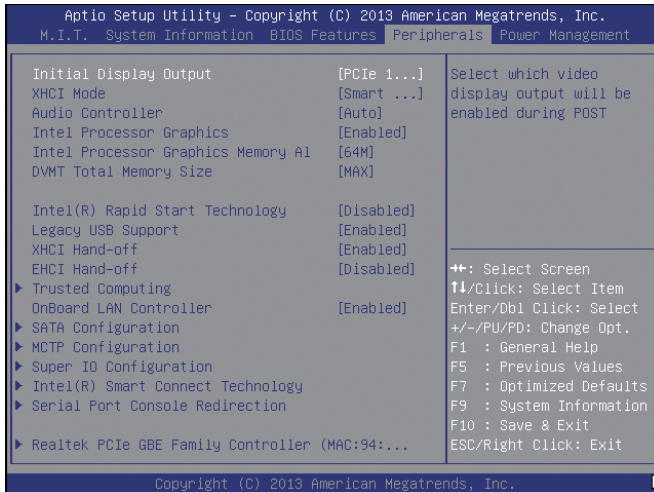 Aptio Setup Utility – Copyright (C) 2013 American Megatrends, Inc.
M.I.T. System Information BIOS Features Peripherals Power Management
Initial Display Output [PCIe 1...]
XHCI Mode [Smart ...]
Audio Controller [Auto]
Intel Processor Graphics [Enabled]
Intel Processor Graphics Memory Al [64M]
DVMT Total Memory Size [MAX]
Intel(R) Rapid Start Technology [Disabled]
Legacy USB Support [Enabled]
XHCI Hand-off [Enabled]
EHCI Hand-off [Disabled]
Trusted Computing
OnBoard LAN Controller [Enabled]
SATA Configuration
MCTP Configuration
Super IO Configuration
Intel(R) Smart Connect Technology
Serial Port Console Redirection
Realtek PCIe GBE Family Controller (MAC:94:...
Select which video
display output will be
enabled during POST
→←: Select Screen
↑↓/Click: Select Item
Enter/Dbl Click: Select
+/-/PU/PD: Change Opt.
F1 : General Help
F5 : Previous Values
F7 : Optimized Defaults
F9 : System Information
F10 : Save & Exit
ESC/Right Click: Exit
Copyright (C) 2013 American Megatrends, Inc.